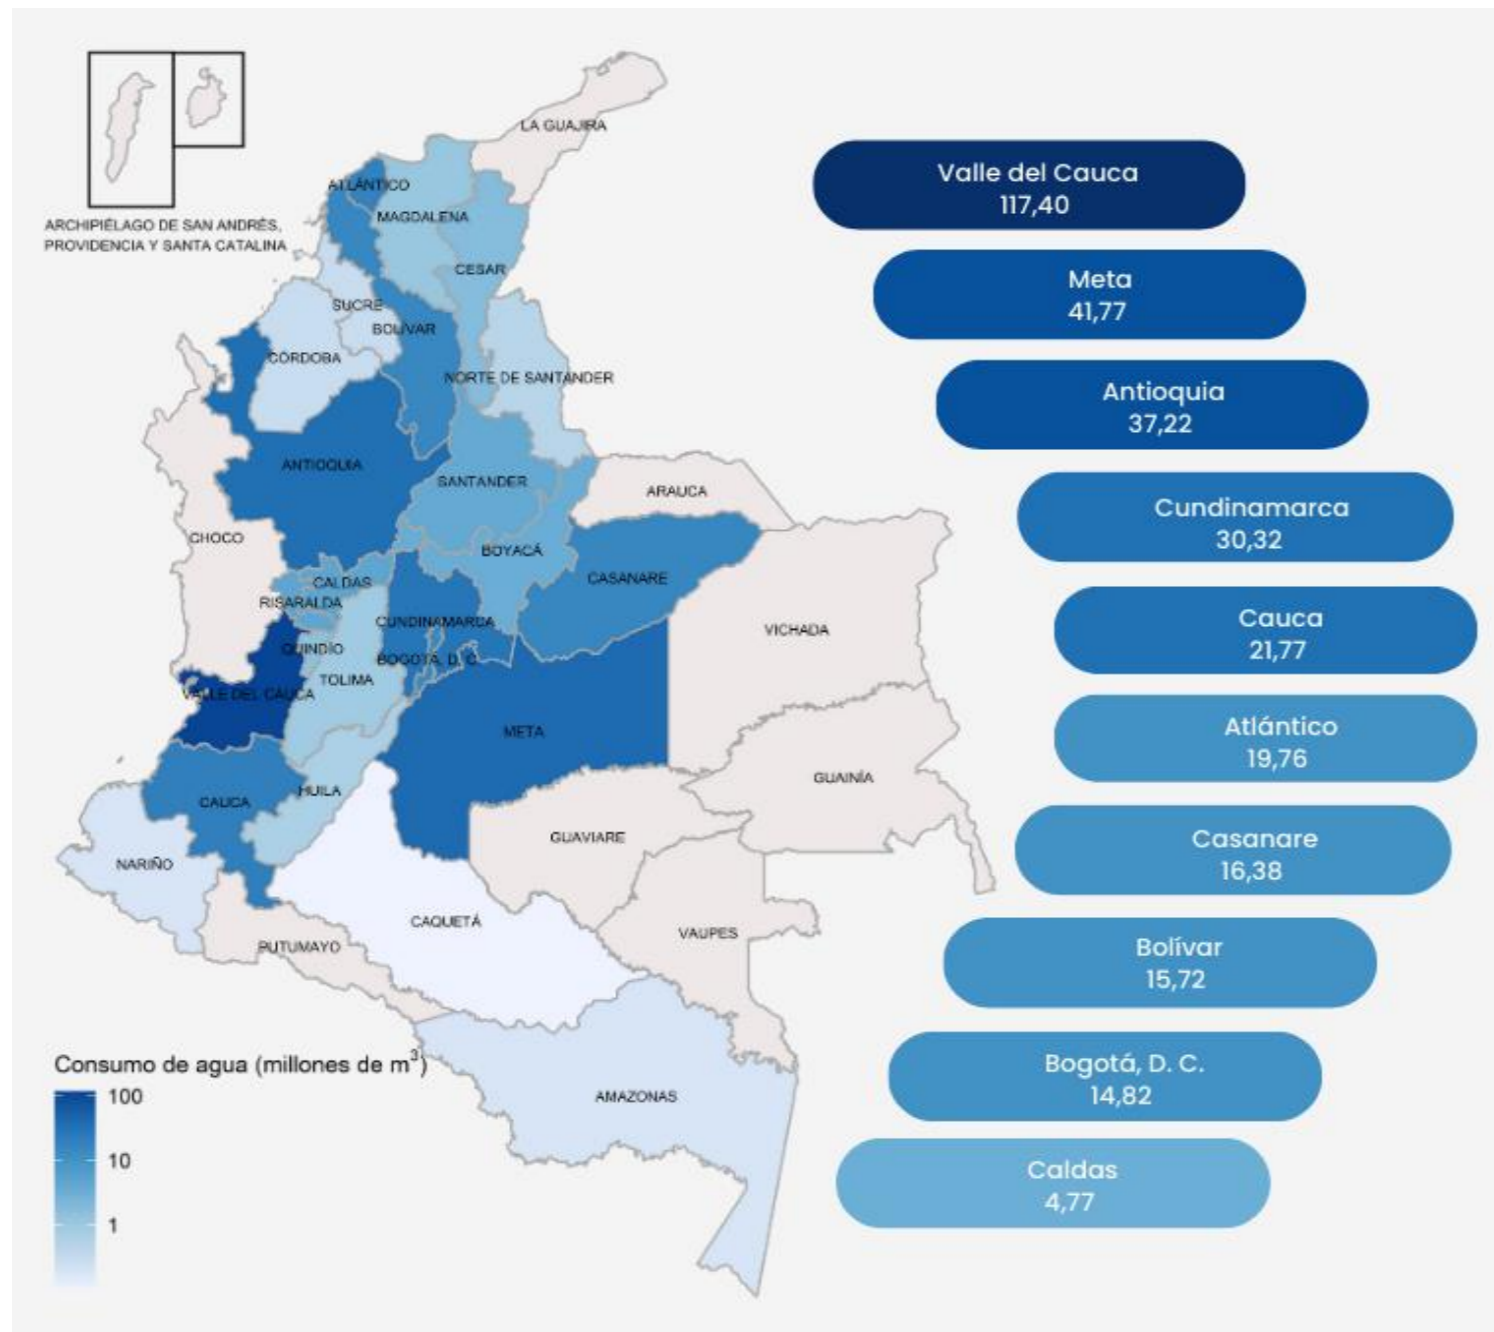 LA GUAJIRA
ATLÁNTICO
MAGDALENA
ARCHIPIÉLAGO DE SAN ANDRÉS,
PROVIDENCIA Y SANTA CATALINA
CESAR
SUCRE
BOLÍVAR
CÓRDOBA
NORTE DE SANTANDER
ANTIOQUIA
SANTANDER
ARAUCA
CHOCO
BOYACÁ
CASANARE
CALDAS
RISARALDA
CUNDINAMARCA
VICHADA
QUINDÍO
BOGOTÁ, D. C.
TOLIMA
VALLE DEL CAUCA
META
GUAINÍA
HUILA
CAUCA
GUAVIARE
NARIÑO
CAQUETÁ
VAUPES
PUTUMAYO
AMAZONAS
Consumo de agua (millones de m³)
100
10
1
Valle del Cauca
117,40
Meta
41,77
Antioquia
37,22
Cundinamarca
30,32
Cauca
21,77
Atlántico
19,76
Casanare
16,38
Bolívar
15,72
Bogotá, D. C.
14,82
Caldas
4,77